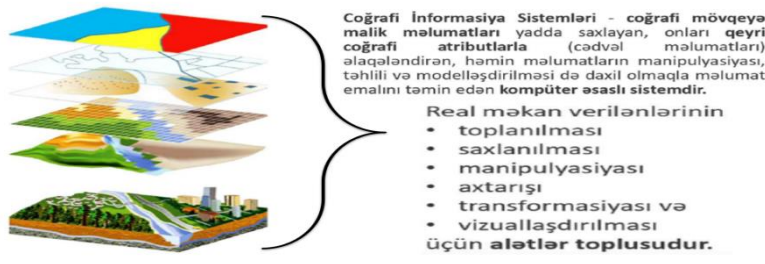 Coğrafi İnformasiya Sistemləri - coğrafi mövqeyə
malik məlumatları yadda saxlayan, onları qeyri
coğrafi atributlarla (cədvəl məlumatları)
əlaqələndirən, həmin məlumatların manipulyasiyası,
təhlili və modelləşdirilməsi də daxil olmaqla məlumat
emalını təmin edən kompüter əsaslı sistemdir.
Real məkan verilənlərinin
• toplanılması
• saxlanılması
• manipulyasiyası
• axtarışı
• transformasiyası və
• vizuallaşdırılması
üçün alətlər toplusudur.